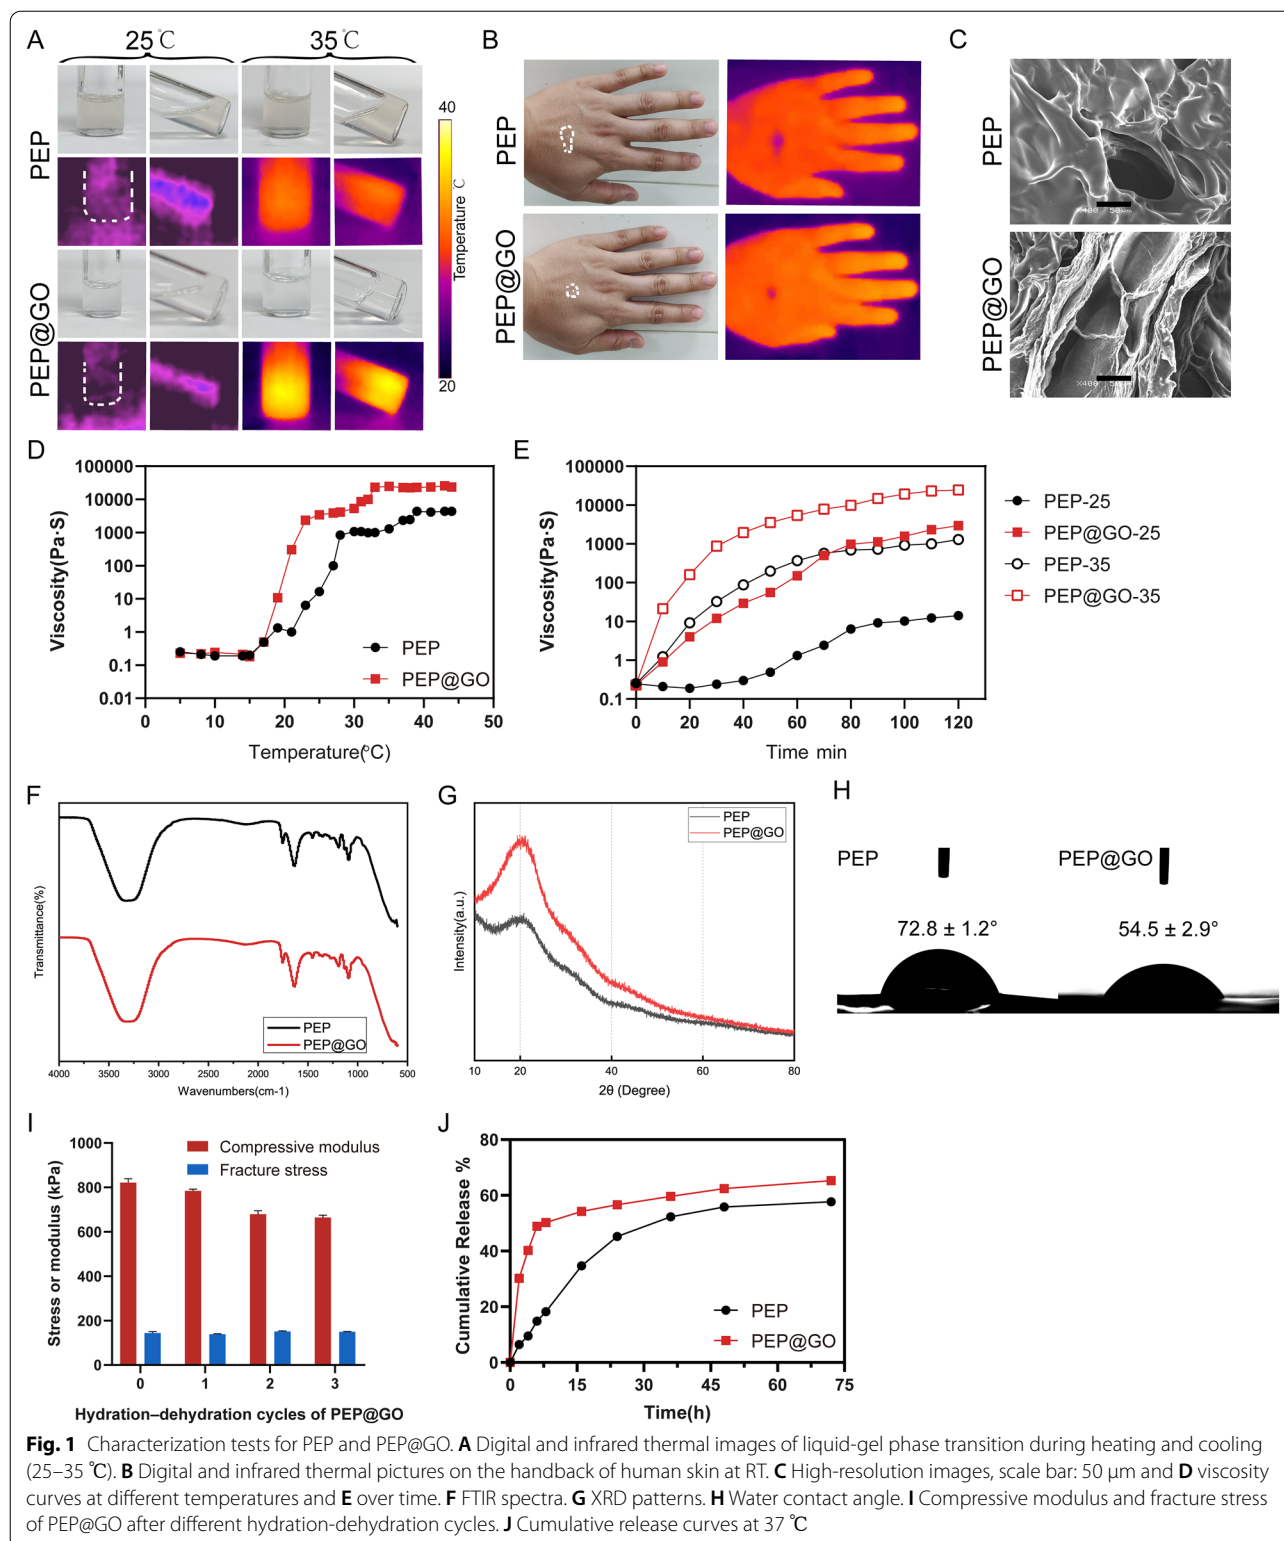 A
25 ℃
35 ℃
PEP
PEP@GO
40
Temperature ℃
20
B
PEP
PEP@GO
C
PEP
X400 50μm
PEP@GO
X400
D
Viscosity(Pa·S)
100000
10000
1000
100
10
1
0.1
0.01
0 10 20 30 40 50
Temperature(°C)
PEP
PEP@GO
E
Viscosity(Pa·S)
100000
10000
1000
100
10
1
0.1
0 20 40 60 80 100 120
Time min
PEP-25
PEP@GO-25
PEP-35
PEP@GO-35
F
Transmittance(%)
PEP
PEP@GO
4000 3500 3000 2500 2000 1500 1000 500
Wavenumbers(cm-1)
G
Intensity(a.u.)
PEP
PEP@GO
10 20 40 60 80
2θ (Degree)
H
PEP
72.8 ± 1.2°
PEP@GO
54.5 ± 2.9°
I
Stress or modulus (kPa)
1000
800
600
400
200
0
Compressive modulus
Fracture stress
0 1 2 3
Hydration–dehydration cycles of PEP@GO
J
Cumulative Release %
80
60
40
20
0
PEP
PEP@GO
0 15 30 45 60 75
Time(h)
Fig. 1 Characterization tests for PEP and PEP@GO. A Digital and infrared thermal images of liquid-gel phase transition during heating and cooling
(25–35 ℃). B Digital and infrared thermal pictures on the handback of human skin at RT. C High-resolution images, scale bar: 50 μm and D viscosity
curves at different temperatures and E over time. F FTIR spectra. G XRD patterns. H Water contact angle. I Compressive modulus and fracture stress
of PEP@GO after different hydration-dehydration cycles. J Cumulative release curves at 37 ℃